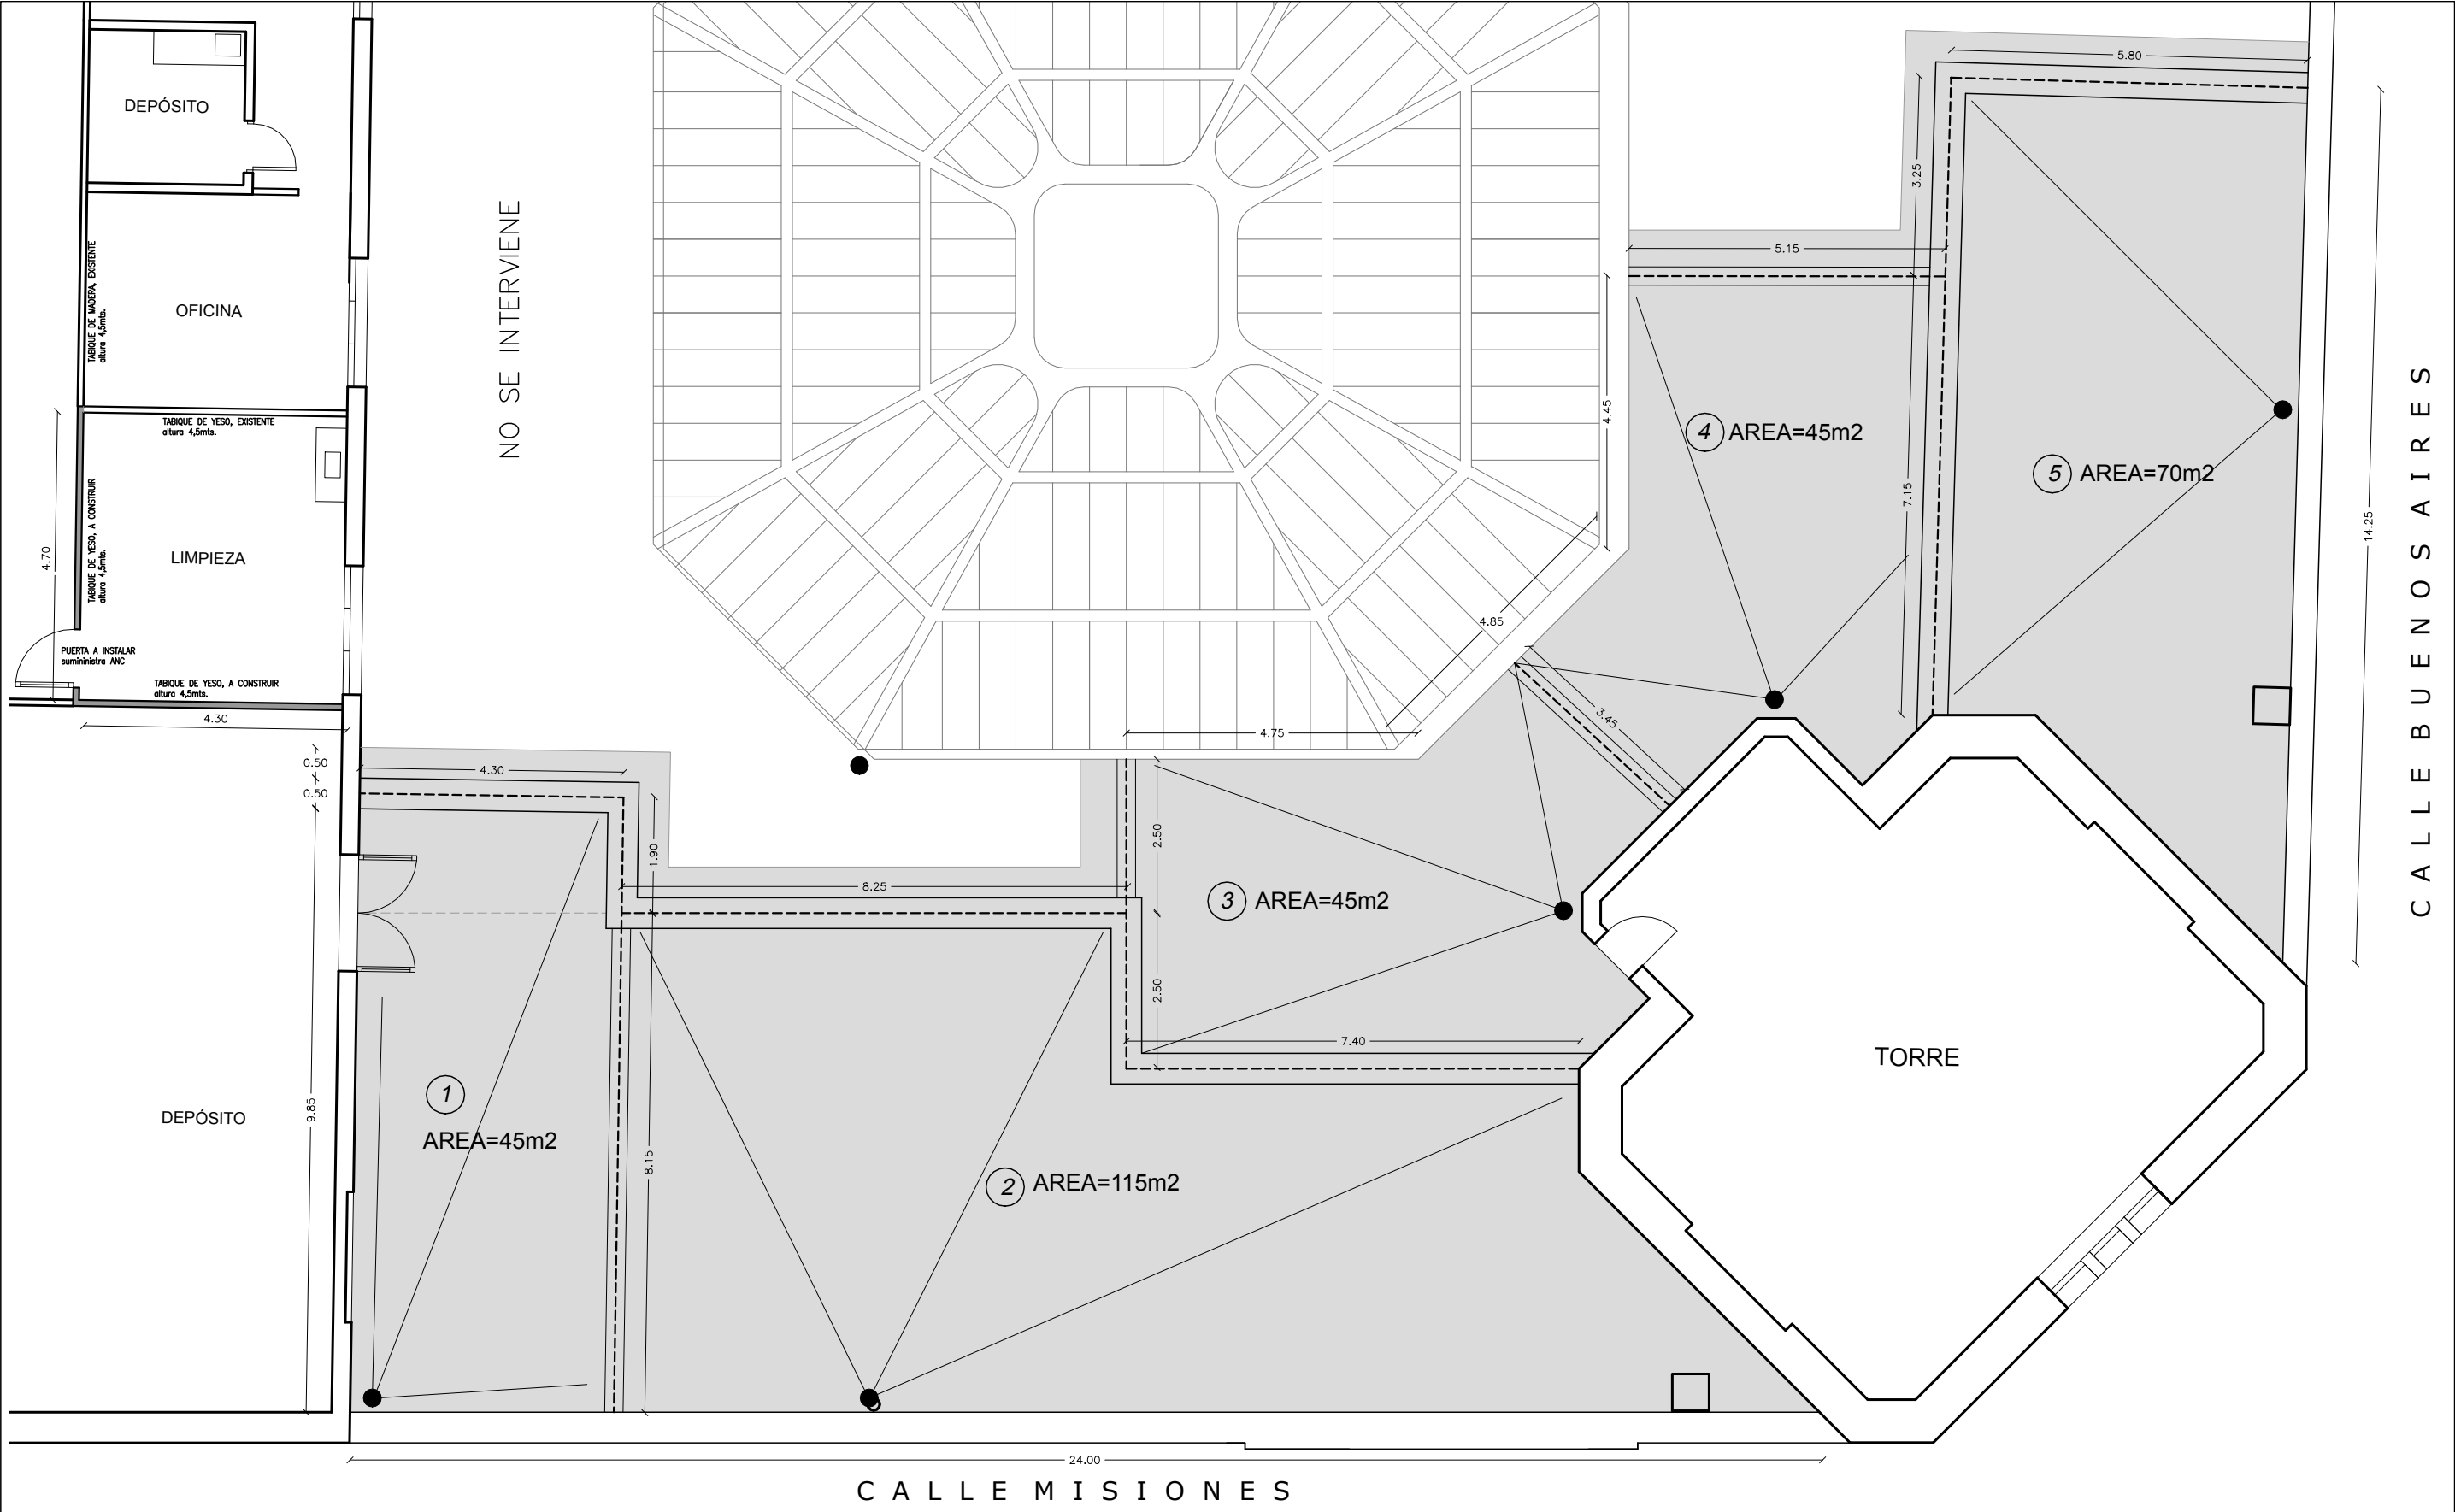 DEPÓSITO
OFICINA
TABIQUE DE MADERA, EXISTENTE
altura 4,5mts.
TABIQUE DE YESO, EXISTENTE
altura 4,5mts.
TABIQUE DE YESO, A CONSTRUIR
altura 4,5mts.
LIMPIEZA
4.70
PUERTA A INSTALAR
sumininistra ANC
TABIQUE DE YESO, A CONSTRUIR
altura 4,5mts.
4.30
NO SE INTERVIENE
0.50
0.50
4.30
1.90
8.25
9.85
8.15
DEPÓSITO
1
AREA=45m2
2
AREA=115m2
4.75
2.50
2.50
3
AREA=45m2
7.40
4.85
3.45
4.45
5.15
3.25
7.15
4
AREA=45m2
5.80
5
AREA=70m2
14.25
TORRE
24.00
CALLE MISIONES
CALLE BUENOS AIRES